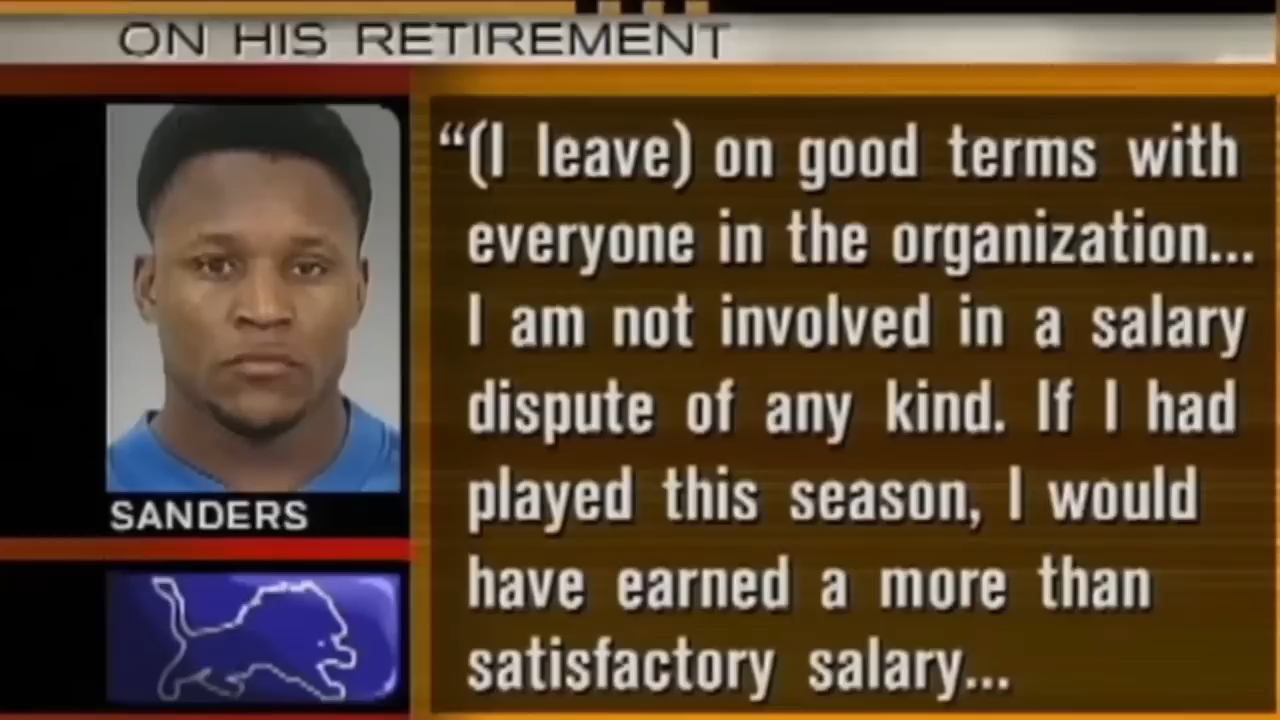 ON HIS RETIREMENT
“(I leave) on good terms with
everyone in the organization...
I am not involved in a salary
dispute of any kind. If I had
played this season, I would
have earned a more than
satisfactory salary...
SANDERS